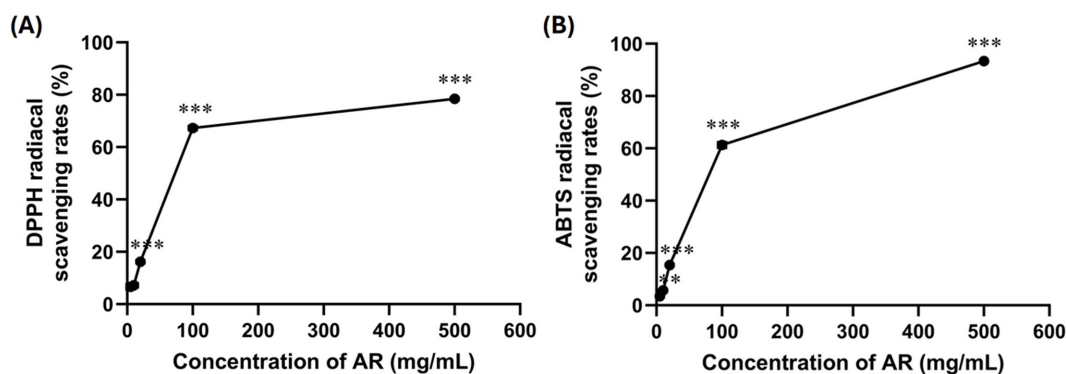 (A)
100
80
60
40
20
0
DPPH radiacal
scavenging rates (%)
***
***
***
0 100 200 300 400 500 600
Concentration of AR (mg/mL)
(B)
100
80
60
40
20
0
ABTS radiacal
scavenging rates (%)
***
***
***
**
0 100 200 300 400 500 600
Concentration of AR (mg/mL)